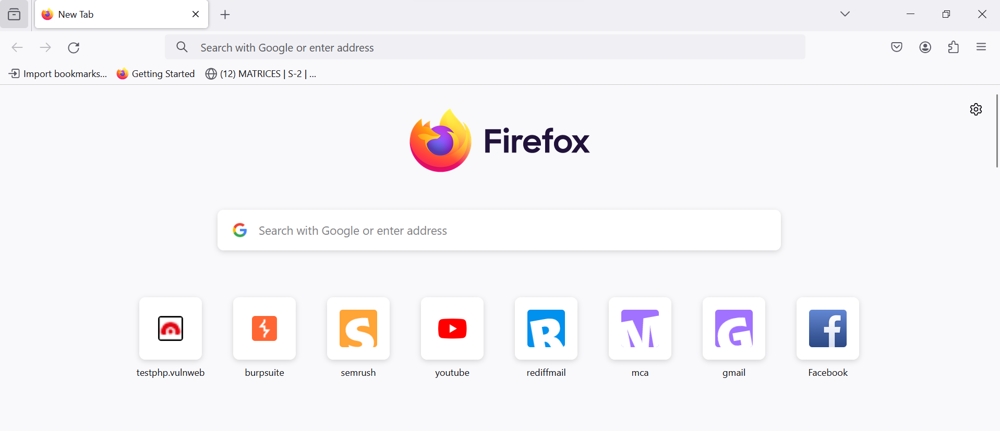 New Tab
Search with Google or enter address
Import bookmarks... Getting Started (12) MATRICES | S-2 | ...
Firefox
Search with Google or enter address
testphp.vulnweb burpsuite semrush youtube rediffmail mca gmail Facebook